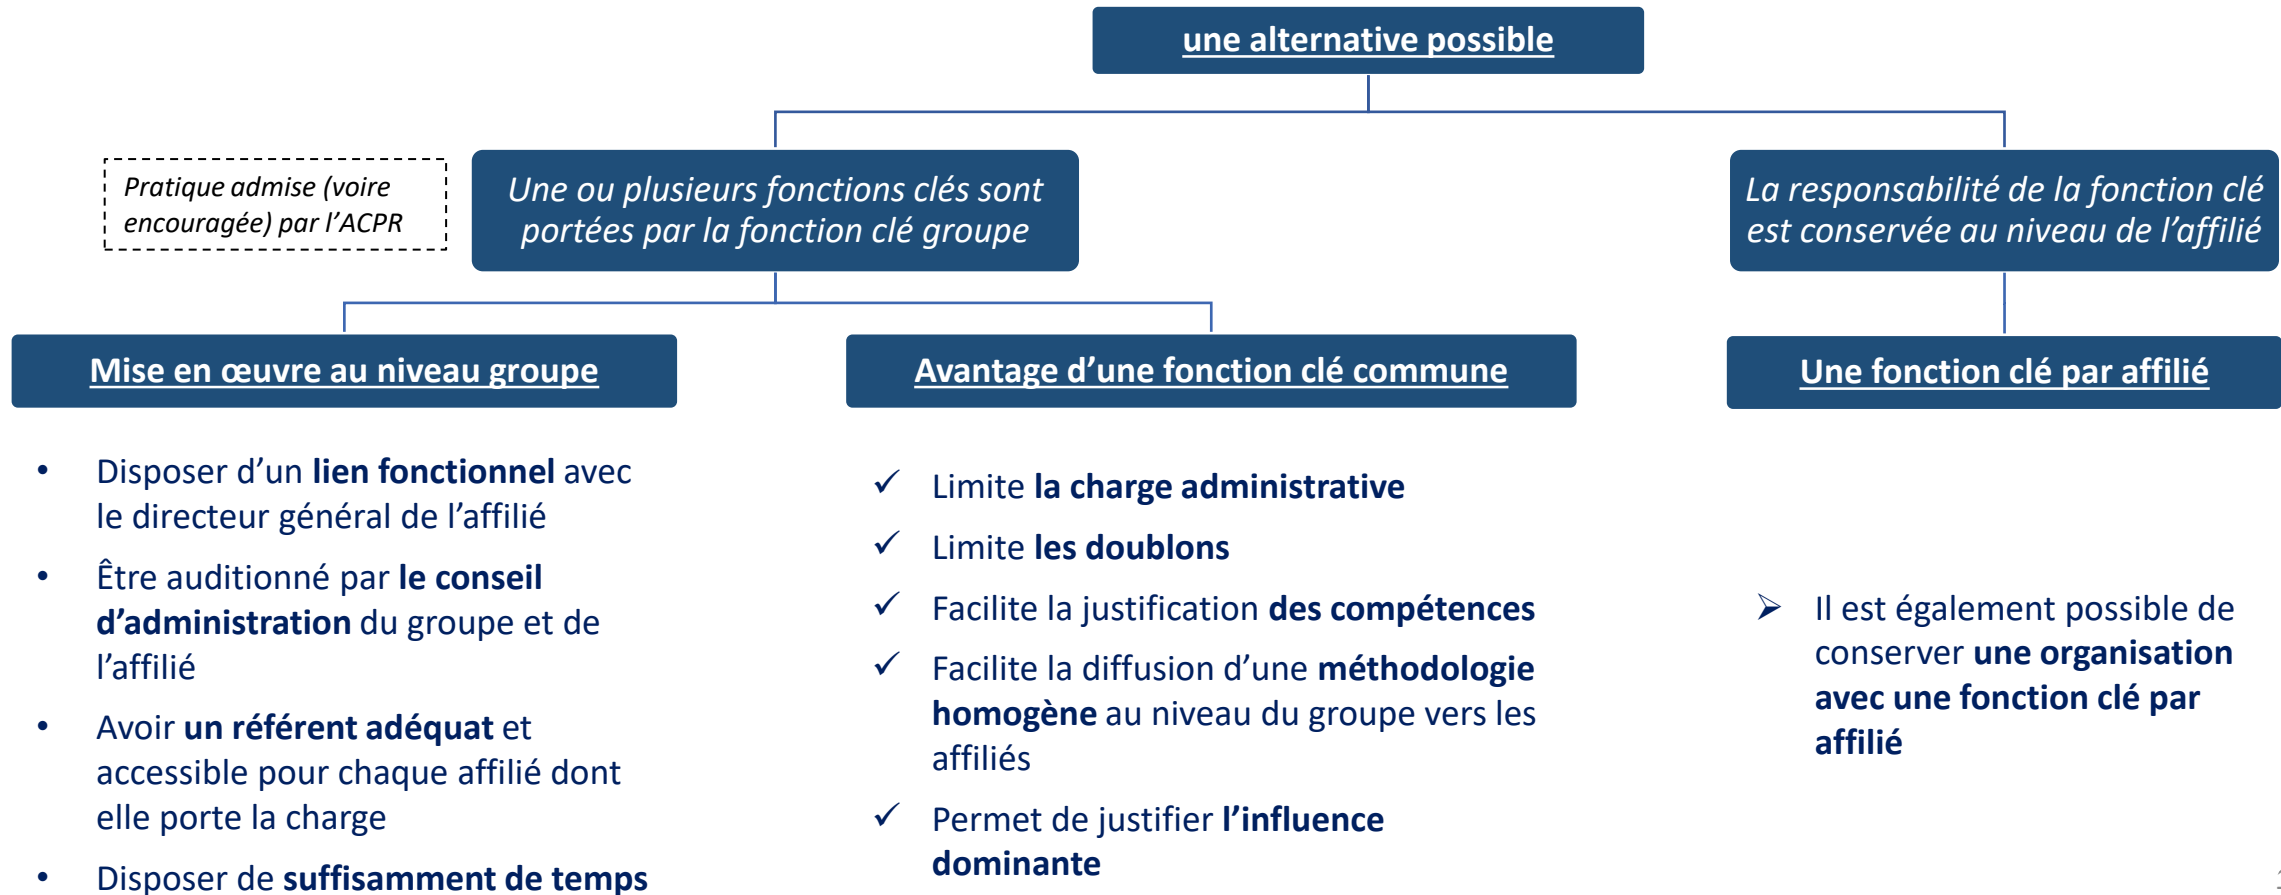 une alternative possible
Pratique admise (voire
encouragée) par l'ACPR
Une ou plusieurs fonctions clés sont
portées par la fonction clé groupe
La responsabilité de la fonction clé
est conservée au niveau de l'affilié
Mise en œuvre au niveau groupe
• Disposer d'un lien fonctionnel avec
le directeur général de l'affilié
• Être auditionné par le conseil
d'administration du groupe et de
l'affilié
• Avoir un référent adéquat et
accessible pour chaque affilié dont
elle porte la charge
• Disposer de suffisamment de temps
Avantage d'une fonction clé commune
✓ Limite la charge administrative
✓ Limite les doublons
✓ Facilite la justification des compétences
✓ Facilite la diffusion d'une méthodologie
homogène au niveau du groupe vers les
affiliés
✓ Permet de justifier l'influence
dominante
Une fonction clé par affilié
➢ Il est également possible de
conserver une organisation
avec une fonction clé par
affilié